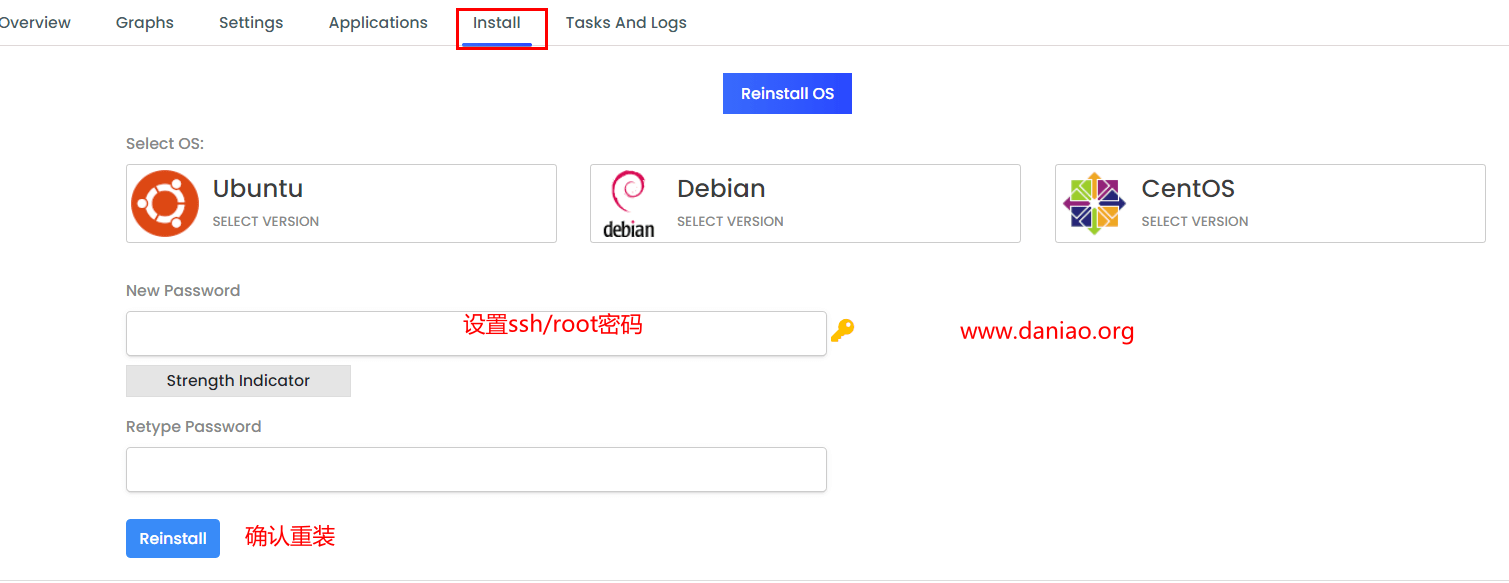 Overview Graphs Settings Applications Install Tasks And Logs
Reinstall OS
Select OS:
Ubuntu
SELECT VERSION
debian
Debian
SELECT VERSION
CentOS
SELECT VERSION
New Password
设置ssh/root密码
www.daniao.org
Strength Indicator
Retype Password
Reinstall 确认重装